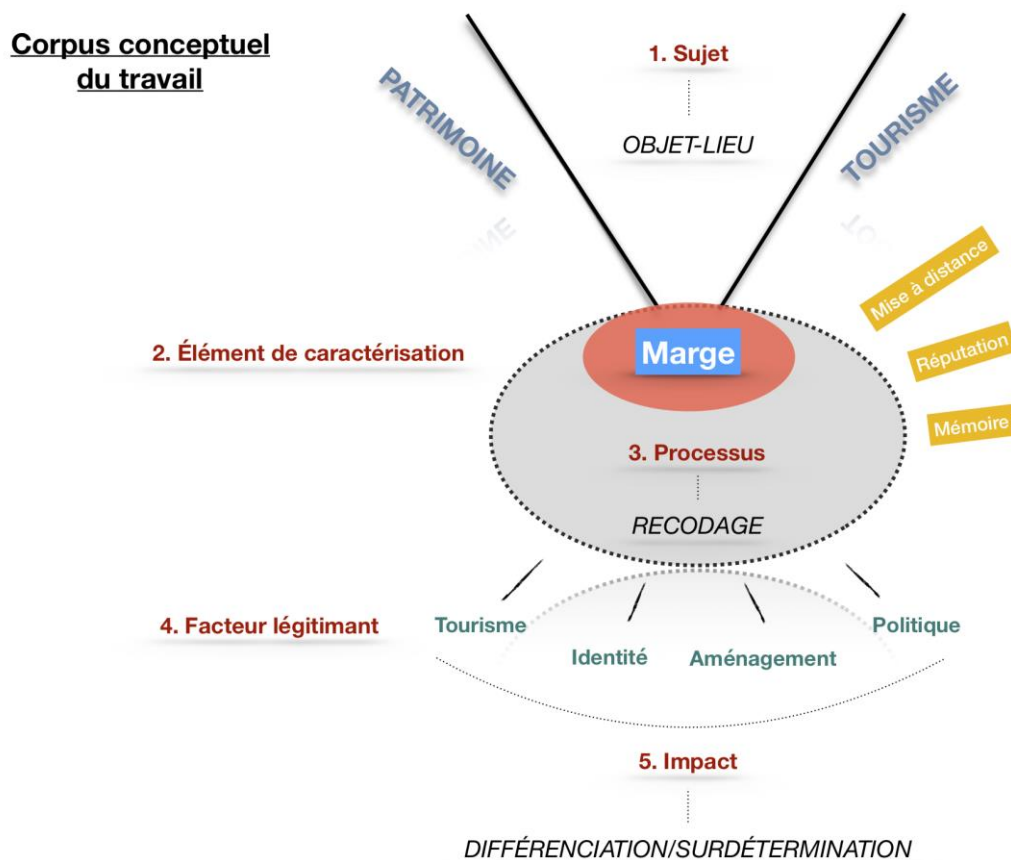 Corpus conceptuel
du travail
1. Sujet
PATRIMOINE
TOURISME
OBJET-LIEU
Mise à distance
2. Élément de caractérisation
Marge
Réputation
Mémoire
3. Processus
RECODAGE
4. Facteur légitimant
Tourisme
Identité
Aménagement
Politique
5. Impact
DIFFÉRENCIATION/SURDÉTERMINATION